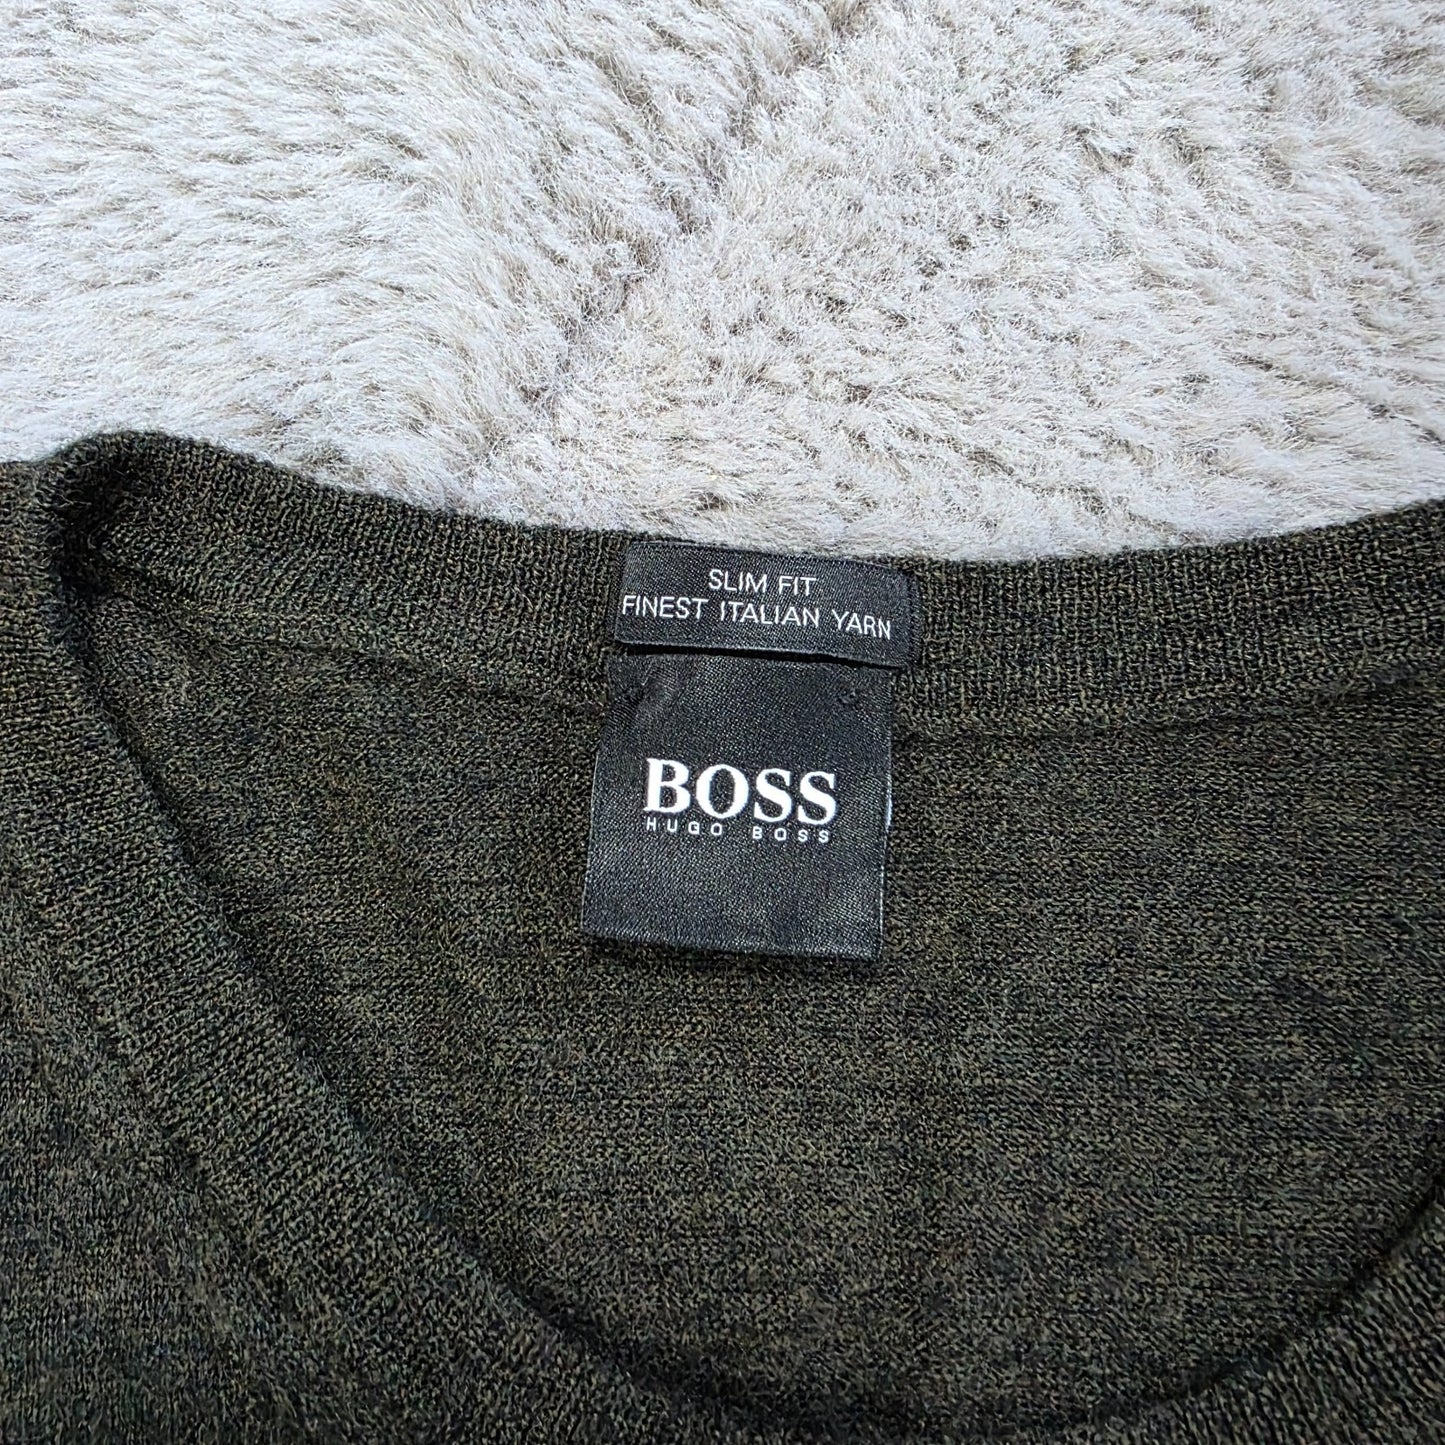 SLIM FIT
FINEST ITALIAN YARN
BOSS
HUGO BOSS